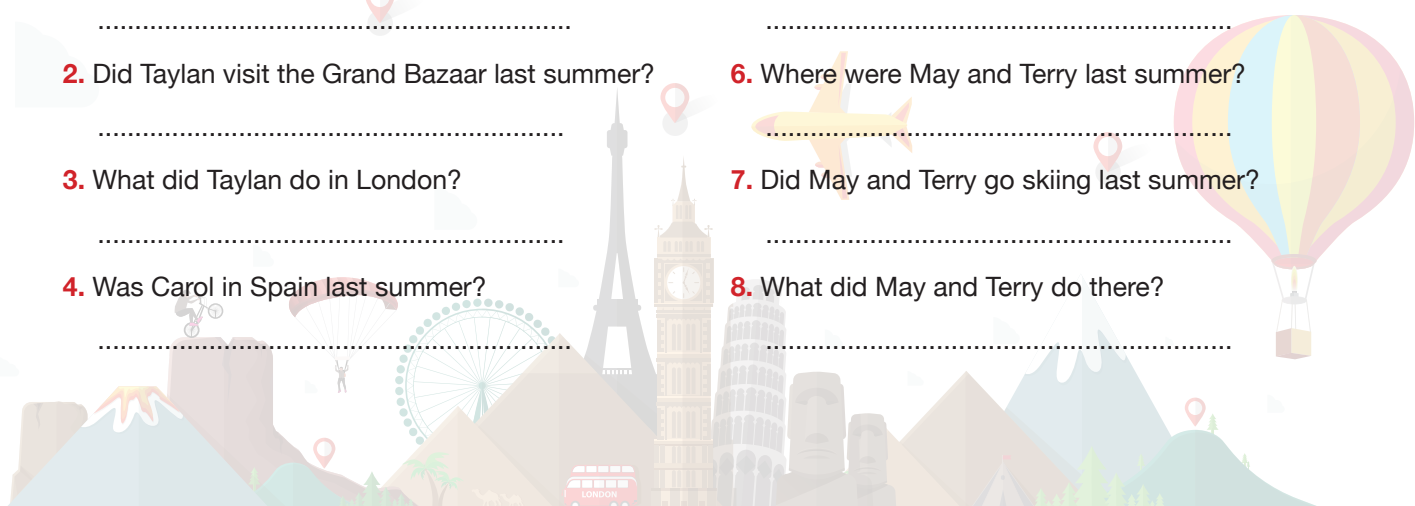 ..................................................................
2. Did Taylan visit the Grand Bazaar last summer?
.................................................................
3. What did Taylan do in London?
.................................................................
4. Was Carol in Spain last summer?
..................................................................
.................................................................
6. Where were May and Terry last summer?
.................................................................
7. Did May and Terry go skiing last summer?
.................................................................
8. What did May and Terry do there?
.................................................................
LONDON